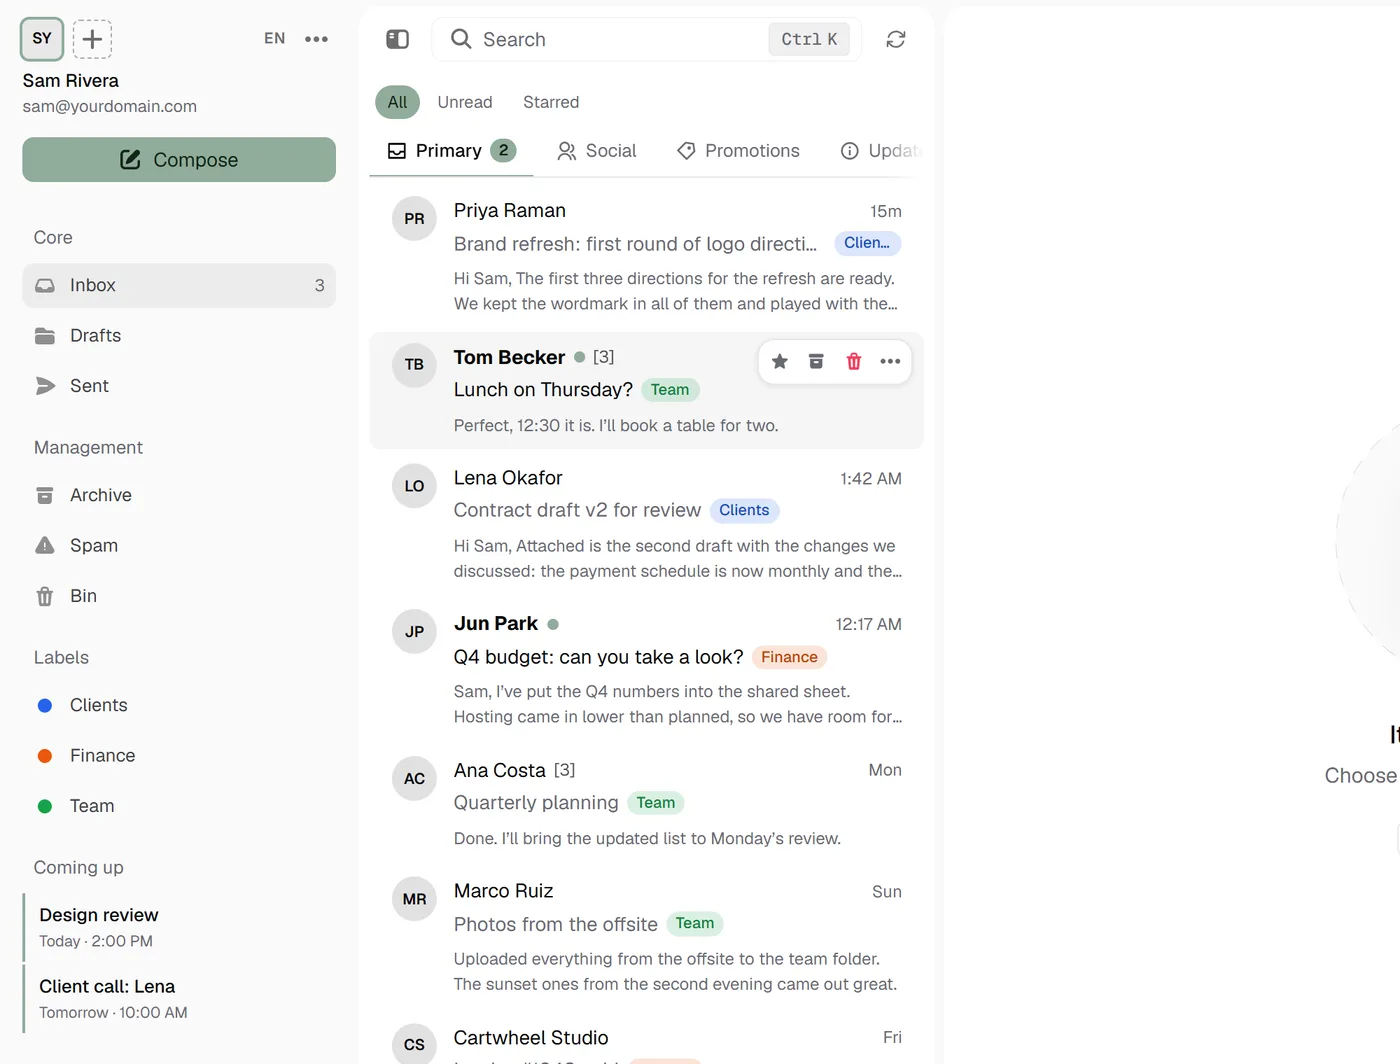 SY
EN
Sam Rivera
sam@yourdomain.com
Compose
Core
Inbox 3
Drafts
Sent
Management
Archive
Spam
Bin
Labels
Clients
Finance
Team
Coming up
Design review
Today · 2:00 PM
Client call: Lena
Tomorrow · 10:00 AM
Search Ctrl K
All Unread Starred
Primary 2 Social Promotions
PR
Priya Raman 15m
Brand refresh: first round of logo directi... Clien...
Hi Sam, The first three directions for the refresh are ready.
We kept the wordmark in all of them and played with the...
TB
Tom Becker [3]
Lunch on Thursday? Team
Perfect, 12:30 it is. I’ll book a table for two.
LO
Lena Okafor 1:42 AM
Contract draft v2 for review Clients
Hi Sam, Attached is the second draft with the changes we
discussed: the payment schedule is now monthly and the...
JP
Jun Park 12:17 AM
Q4 budget: can you take a look? Finance
Sam, I’ve put the Q4 numbers into the shared sheet.
Hosting came in lower than planned, so we have room for...
AC
Ana Costa [3] Mon
Quarterly planning Team
Done. I’ll bring the updated list to Monday’s review.
MR
Marco Ruiz Sun
Photos from the offsite Team
Uploaded everything from the offsite to the team folder.
The sunset ones from the second evening came out great.
CS
Cartwheel Studio Fri
Choose